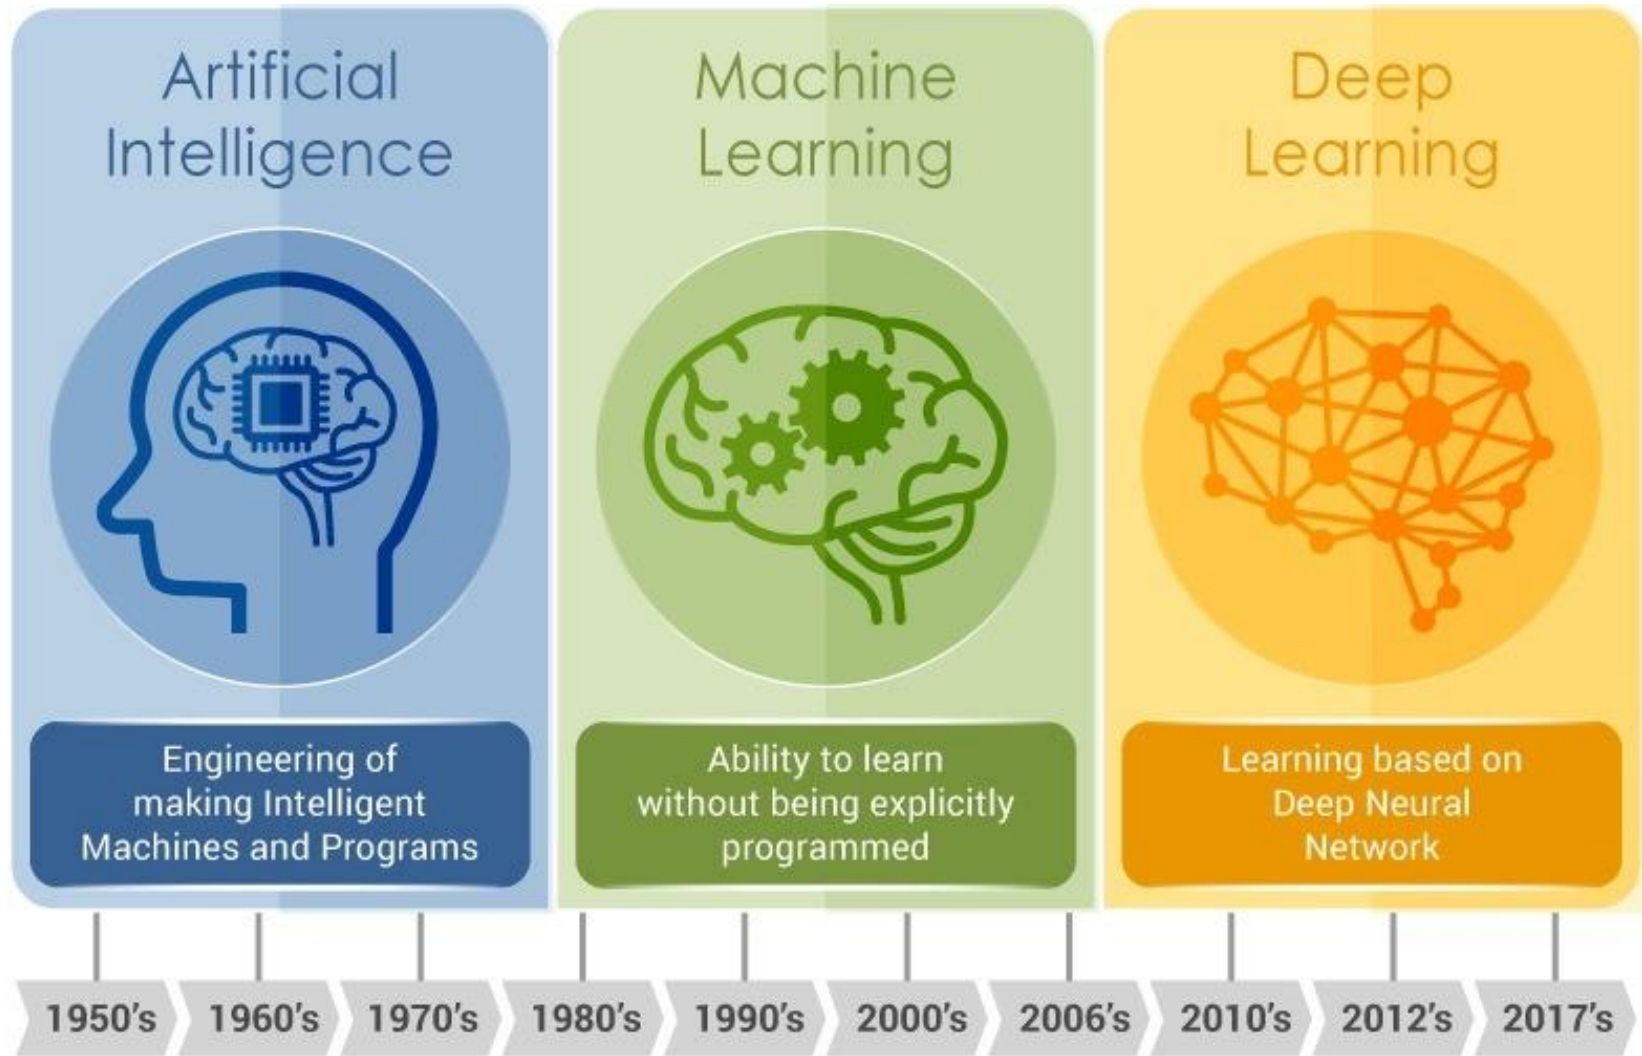 Artificial
Intelligence
Machine
Learning
Deep
Learning
Engineering of
making Intelligent
Machines and Programs
Ability to learn
without being explicitly
programmed
Learning based on
Deep Neural
Network
1950's
1960's
1970's
1980's
1990's
2000's
2006's
2010's
2012's
2017's